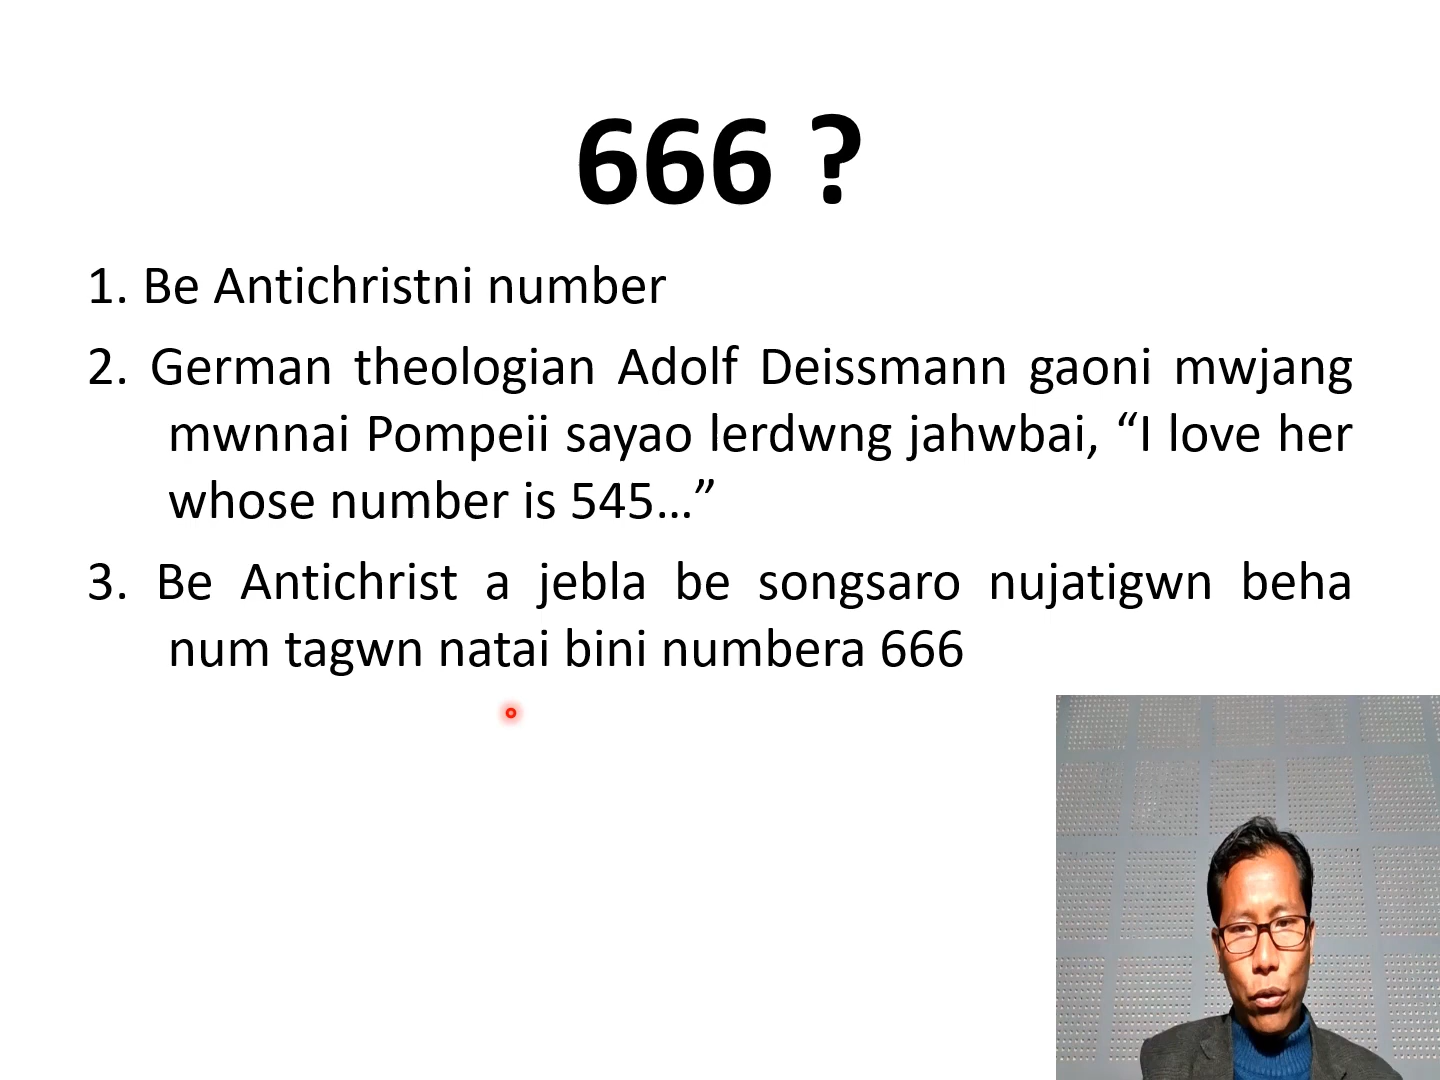 666 ?
1. Be Antichristni number
2. German theologian Adolf Deissmann gaoni mwjang
mwnnai Pompeii sayao lerdwng jahwbai, “I love her
whose number is 545…”
3. Be Antichrist a jebla be songsaro nujatigwn beha
num tagwn natai bini numbera 666